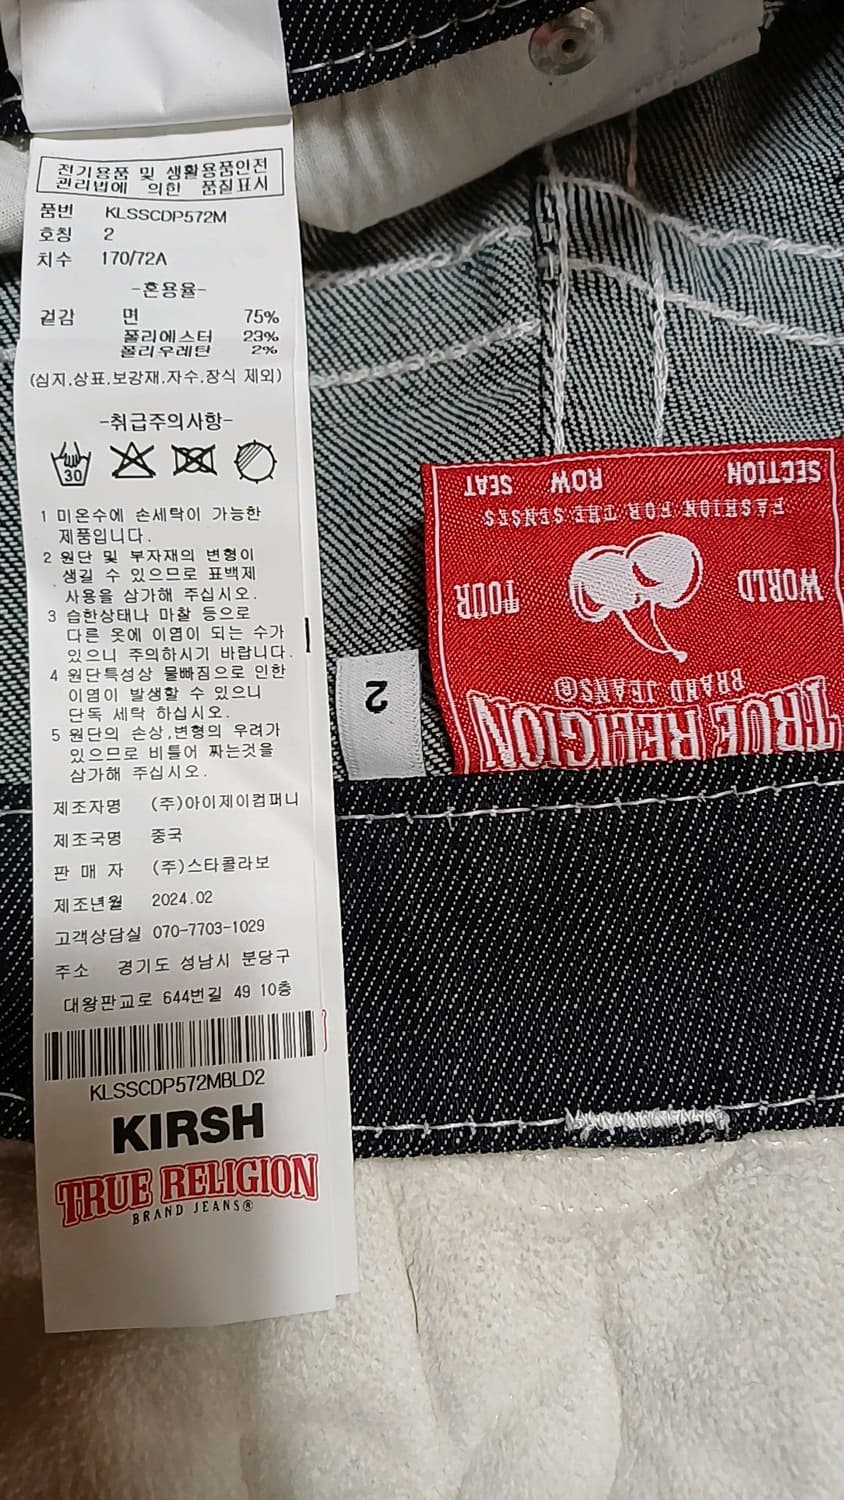 전기용품 및 생활용품안전
관리법에 의한 품질표시
품번 KLSSCDP572M
호칭 2
치수 170/72A
-혼용율-
겉감 면 75%
폴리에스터 23%
폴리우레탄 2%
(심지,상표,보강재,자수,장식 제외)
-취급주의사항-
30
1 미온수에 손세탁이 가능한
제품입니다.
2 원단 및 부자재의 변형이
생길 수 있으므로 표백제
사용을 삼가해 주십시오.
3 습한상태나 마찰 등으로
다른 옷에 이염이 되는 수가
있으니 주의하시기 바랍니다.
4 원단특성상 물빠짐으로 인한
이염이 발생할 수 있으니
단독 세탁 하십시오.
5 원단의 손상,변형의 우려가
있으므로 비틀어 짜는것을
삼가해 주십시오.
제조자명 (주)아이제이컴퍼니
제조국명 중국
판 매 자 (주)스타콜라보
제조년월 2024.02
고객상담실 070-7703-1029
주소 경기도 성남시 분당구
대왕판교로 644번길 49 10층
KLSSCDP572MBLD2
KIRSH
TRUE RELIGION
BRAND JEANS®
2
TRUE RELIGION
BRAND JEANS®
WORLD TOUR
FASHION FOR THE SENSES
SECTION ROW SEAT